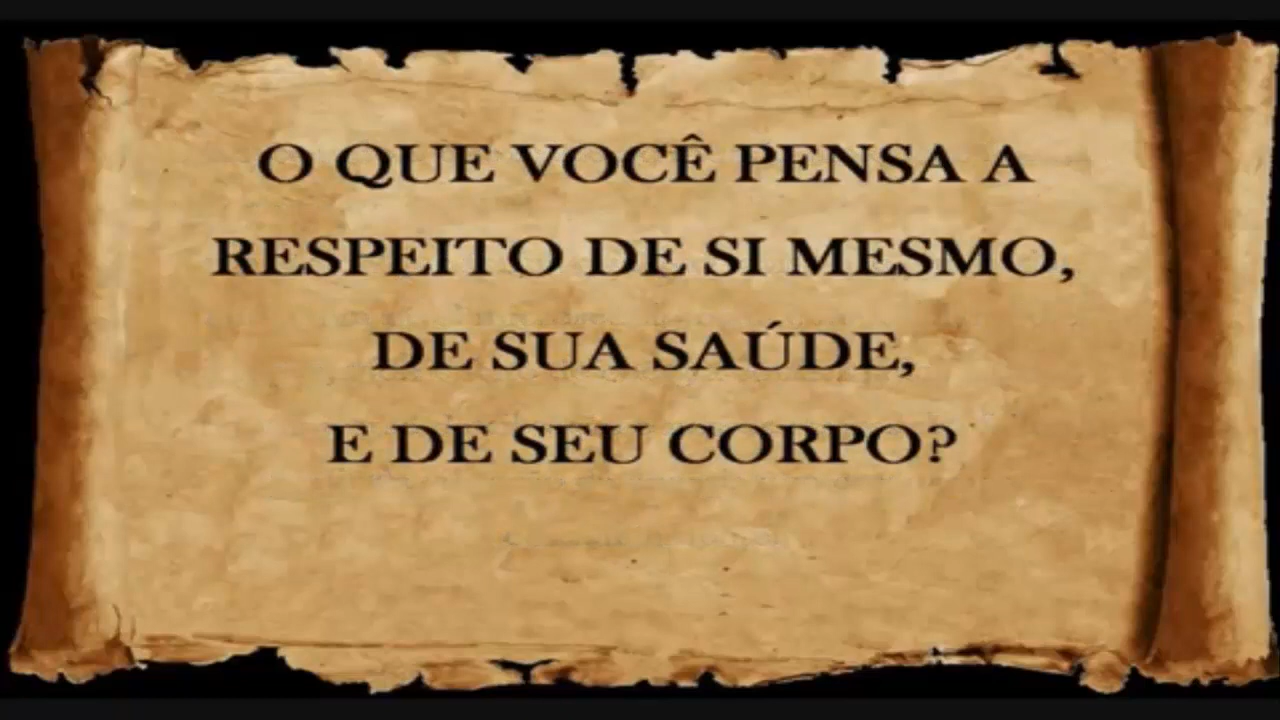 O QUE VOCÊ PENSA A
RESPEITO DE SI MESMO,
DE SUA SAÚDE,
E DE SEU CORPO?